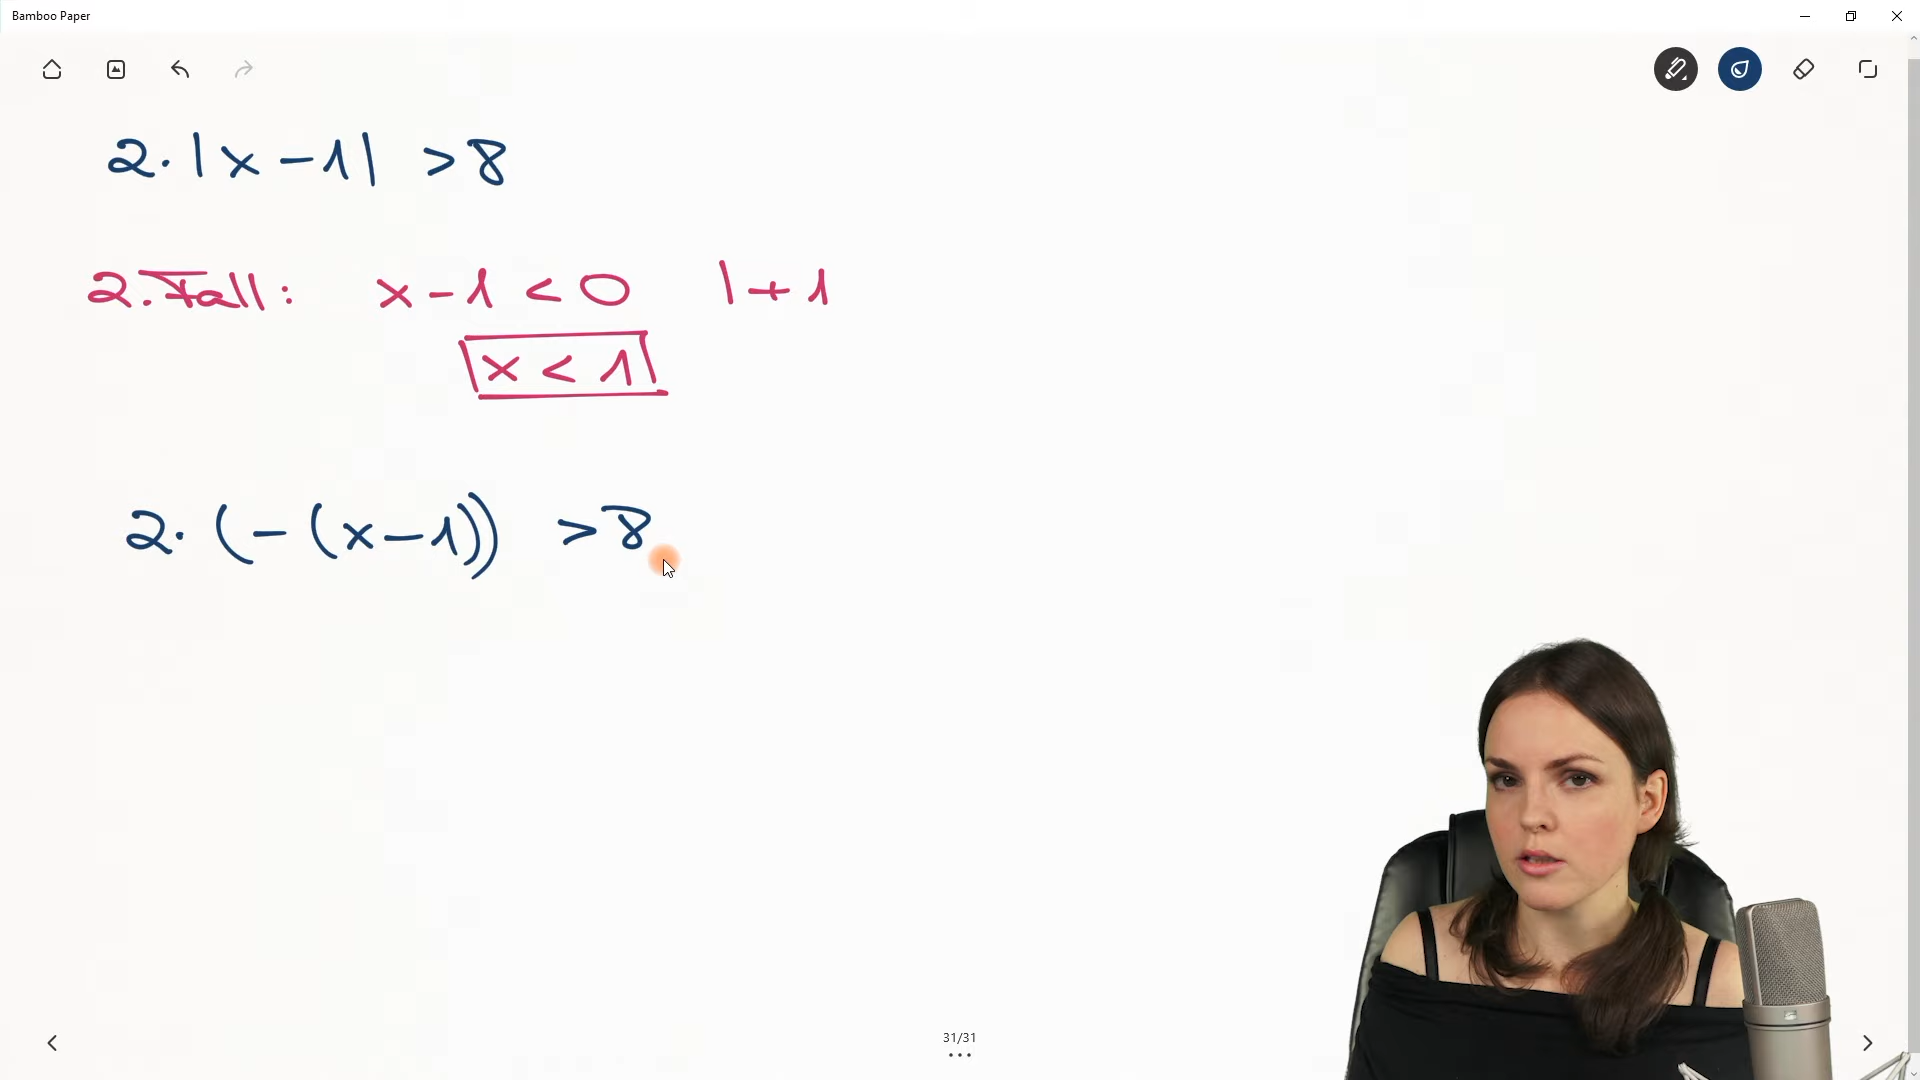 Bamboo Paper
2·|x-1| >8
2.Fall: x-1 < 0 |+1
x < 1
2·(-(x-1)) >8
31/31